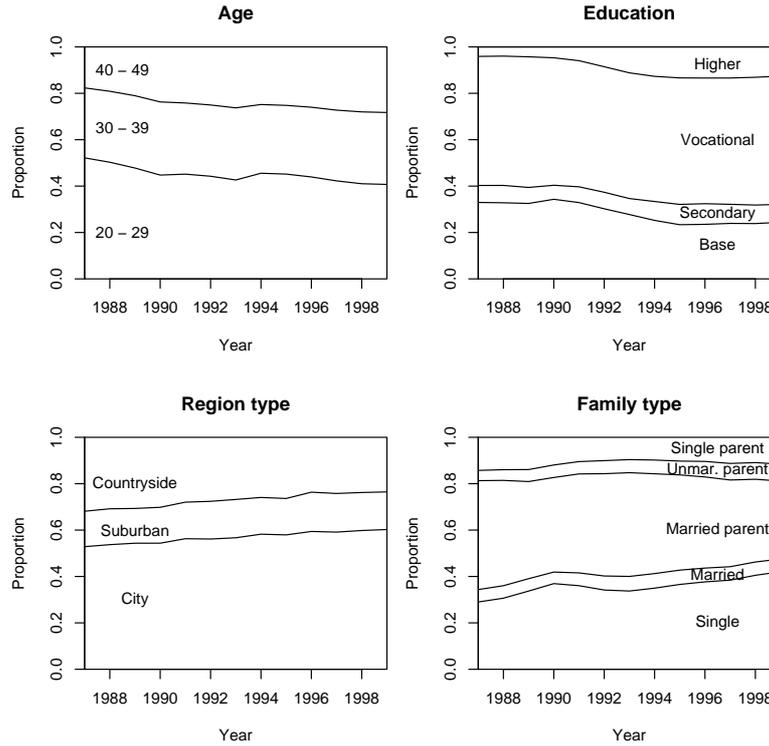 Age
Proportion
0.0 0.2 0.4 0.6 0.8 1.0
40 – 49
30 – 39
20 – 29
1988 1990 1992 1994 1996 1998
Year
Education
Proportion
0.0 0.2 0.4 0.6 0.8 1.0
Higher
Vocational
Secondary
Base
1988 1990 1992 1994 1996 1998
Year
Region type
Proportion
0.0 0.2 0.4 0.6 0.8 1.0
Countryside
Suburban
City
1988 1990 1992 1994 1996 1998
Year
Family type
Proportion
0.0 0.2 0.4 0.6 0.8 1.0
Single parent
Unmar. parent
Married parent
Married
Single
1988 1990 1992 1994 1996 1998
Year